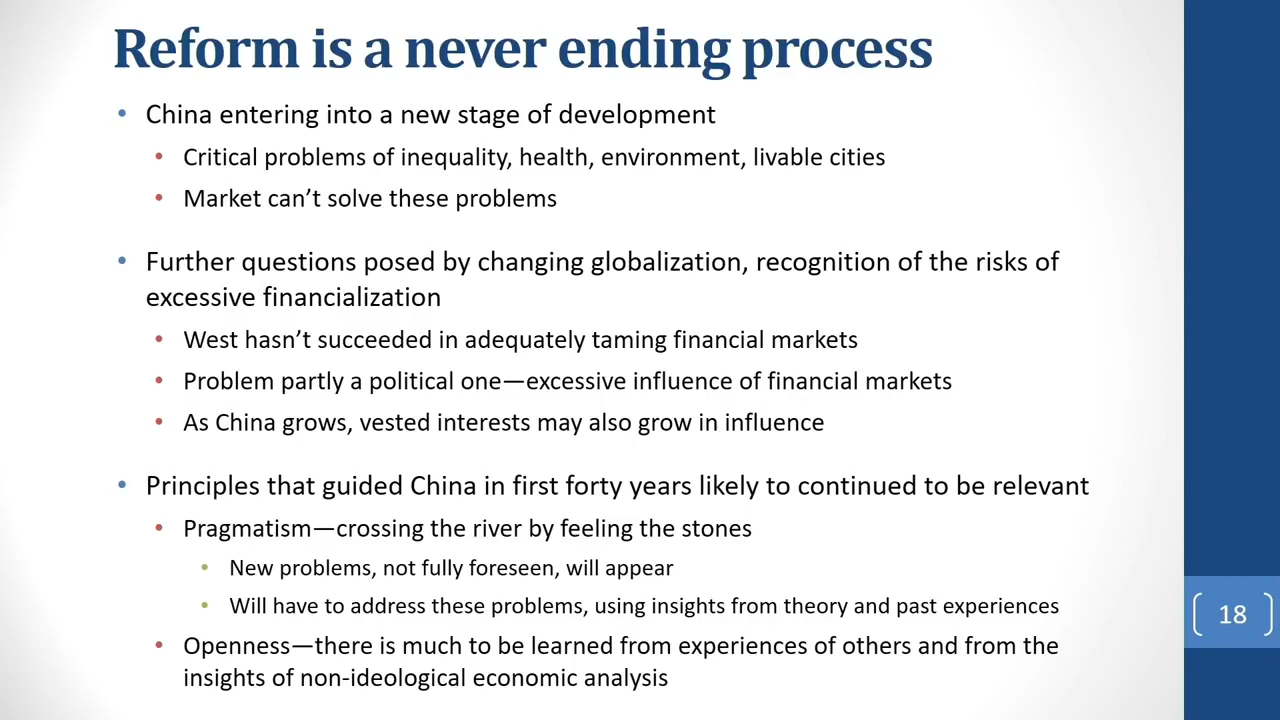 Reform is a never ending process
• China entering into a new stage of development
• Critical problems of inequality, health, environment, livable cities
• Market can’t solve these problems
• Further questions posed by changing globalization, recognition of the risks of
excessive financialization
• West hasn’t succeeded in adequately taming financial markets
• Problem partly a political one—excessive influence of financial markets
• As China grows, vested interests may also grow in influence
• Principles that guided China in first forty years likely to continued to be relevant
• Pragmatism—crossing the river by feeling the stones
• New problems, not fully foreseen, will appear
• Will have to address these problems, using insights from theory and past experiences
• Openness—there is much to be learned from experiences of others and from the
insights of non-ideological economic analysis
18